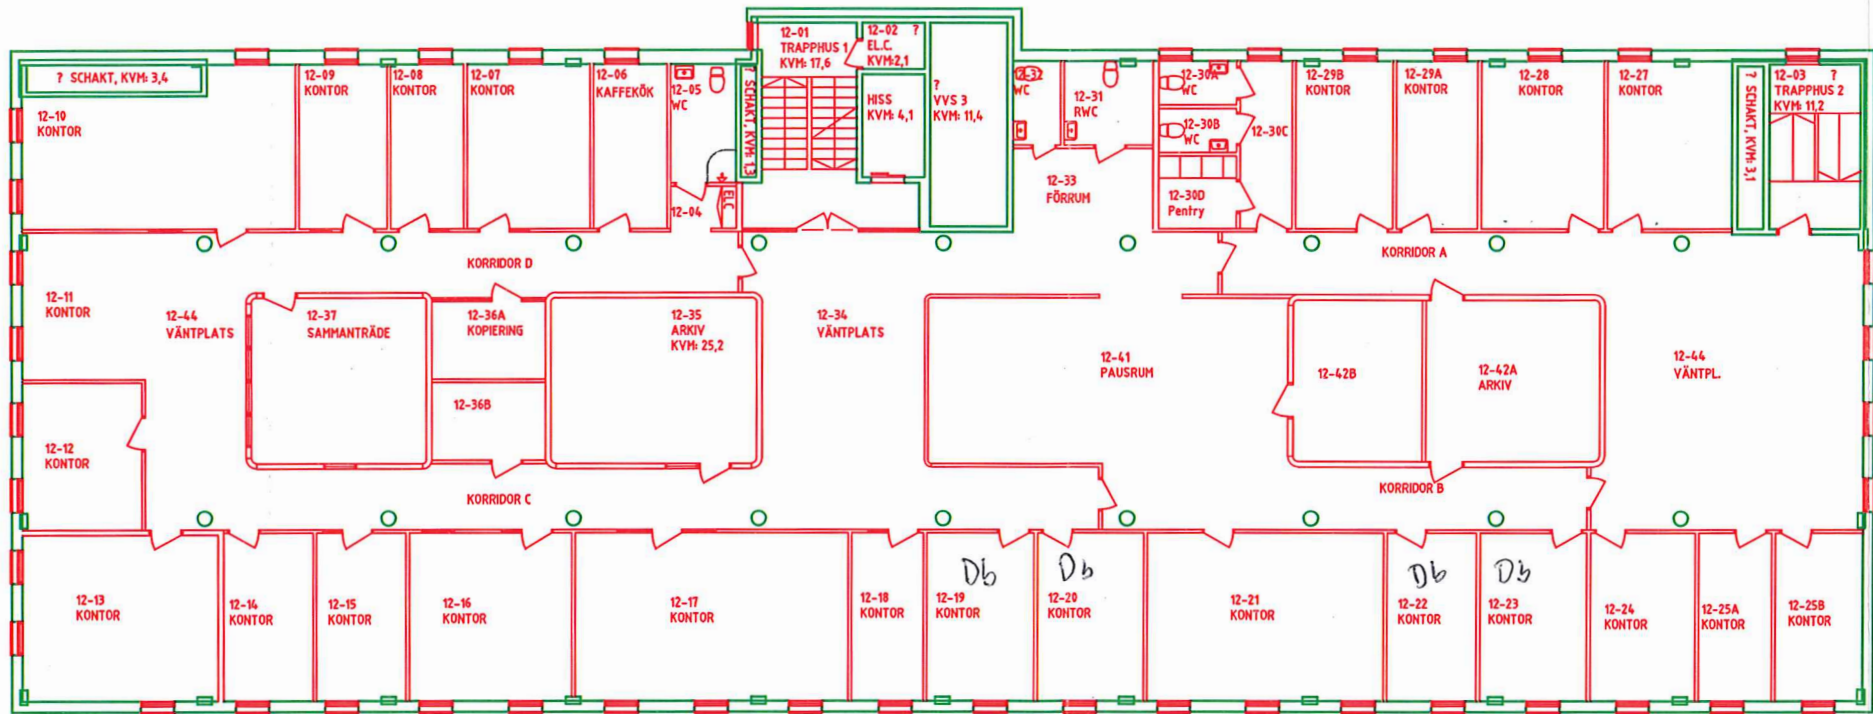 ? SCHAKT, KVM: 3,4
12-10
KONTOR
12-09
KONTOR
12-08
KONTOR
12-07
KONTOR
12-06
KAFFEKÖK
12-05
WC
12-04
EL.C
? SCHAKT, KVM: 1,3
12-01
TRAPPHUS 1
KVM: 17,6
12-02 ?
EL.C.
KVM:2,1
HISS
KVM: 4,1
?
VVS 3
KVM: 11,4
12-32
WC
12-31
RWC
12-33
FÖRRUM
12-30A
WC
12-30B
WC
12-30C
12-30D
Pentry
12-29B
KONTOR
12-29A
KONTOR
12-28
KONTOR
12-27
KONTOR
? SCHAKT, KVM: 3,1
12-03 ?
TRAPPHUS 2
KVM: 11,2
KORRIDOR D
KORRIDOR A
12-11
KONTOR
12-44
VÄNTPLATS
12-37
SAMMANTRÄDE
12-36A
KOPIERING
12-35
ARKIV
KVM: 25,2
12-34
VÄNTPLATS
12-41
PAUSRUM
12-42B
12-42A
ARKIV
12-44
VÄNTPL.
12-36B
12-12
KONTOR
KORRIDOR C
KORRIDOR B
12-13
KONTOR
12-14
KONTOR
12-15
KONTOR
12-16
KONTOR
12-17
KONTOR
12-18
KONTOR
Db
12-19
KONTOR
Db
12-20
KONTOR
12-21
KONTOR
Db
12-22
KONTOR
Db
12-23
KONTOR
12-24
KONTOR
12-25A
KONTOR
12-25B
KONTOR